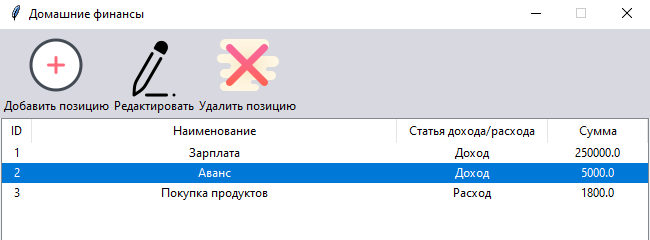 Домашние финансы
Добавить позицию Редактировать Удалить позицию
ID Наименование Статья дохода/расхода Сумма
1 Зарплата Доход 250000.0
2 Аванс Доход 5000.0
3 Покупка продуктов Расход 1800.0